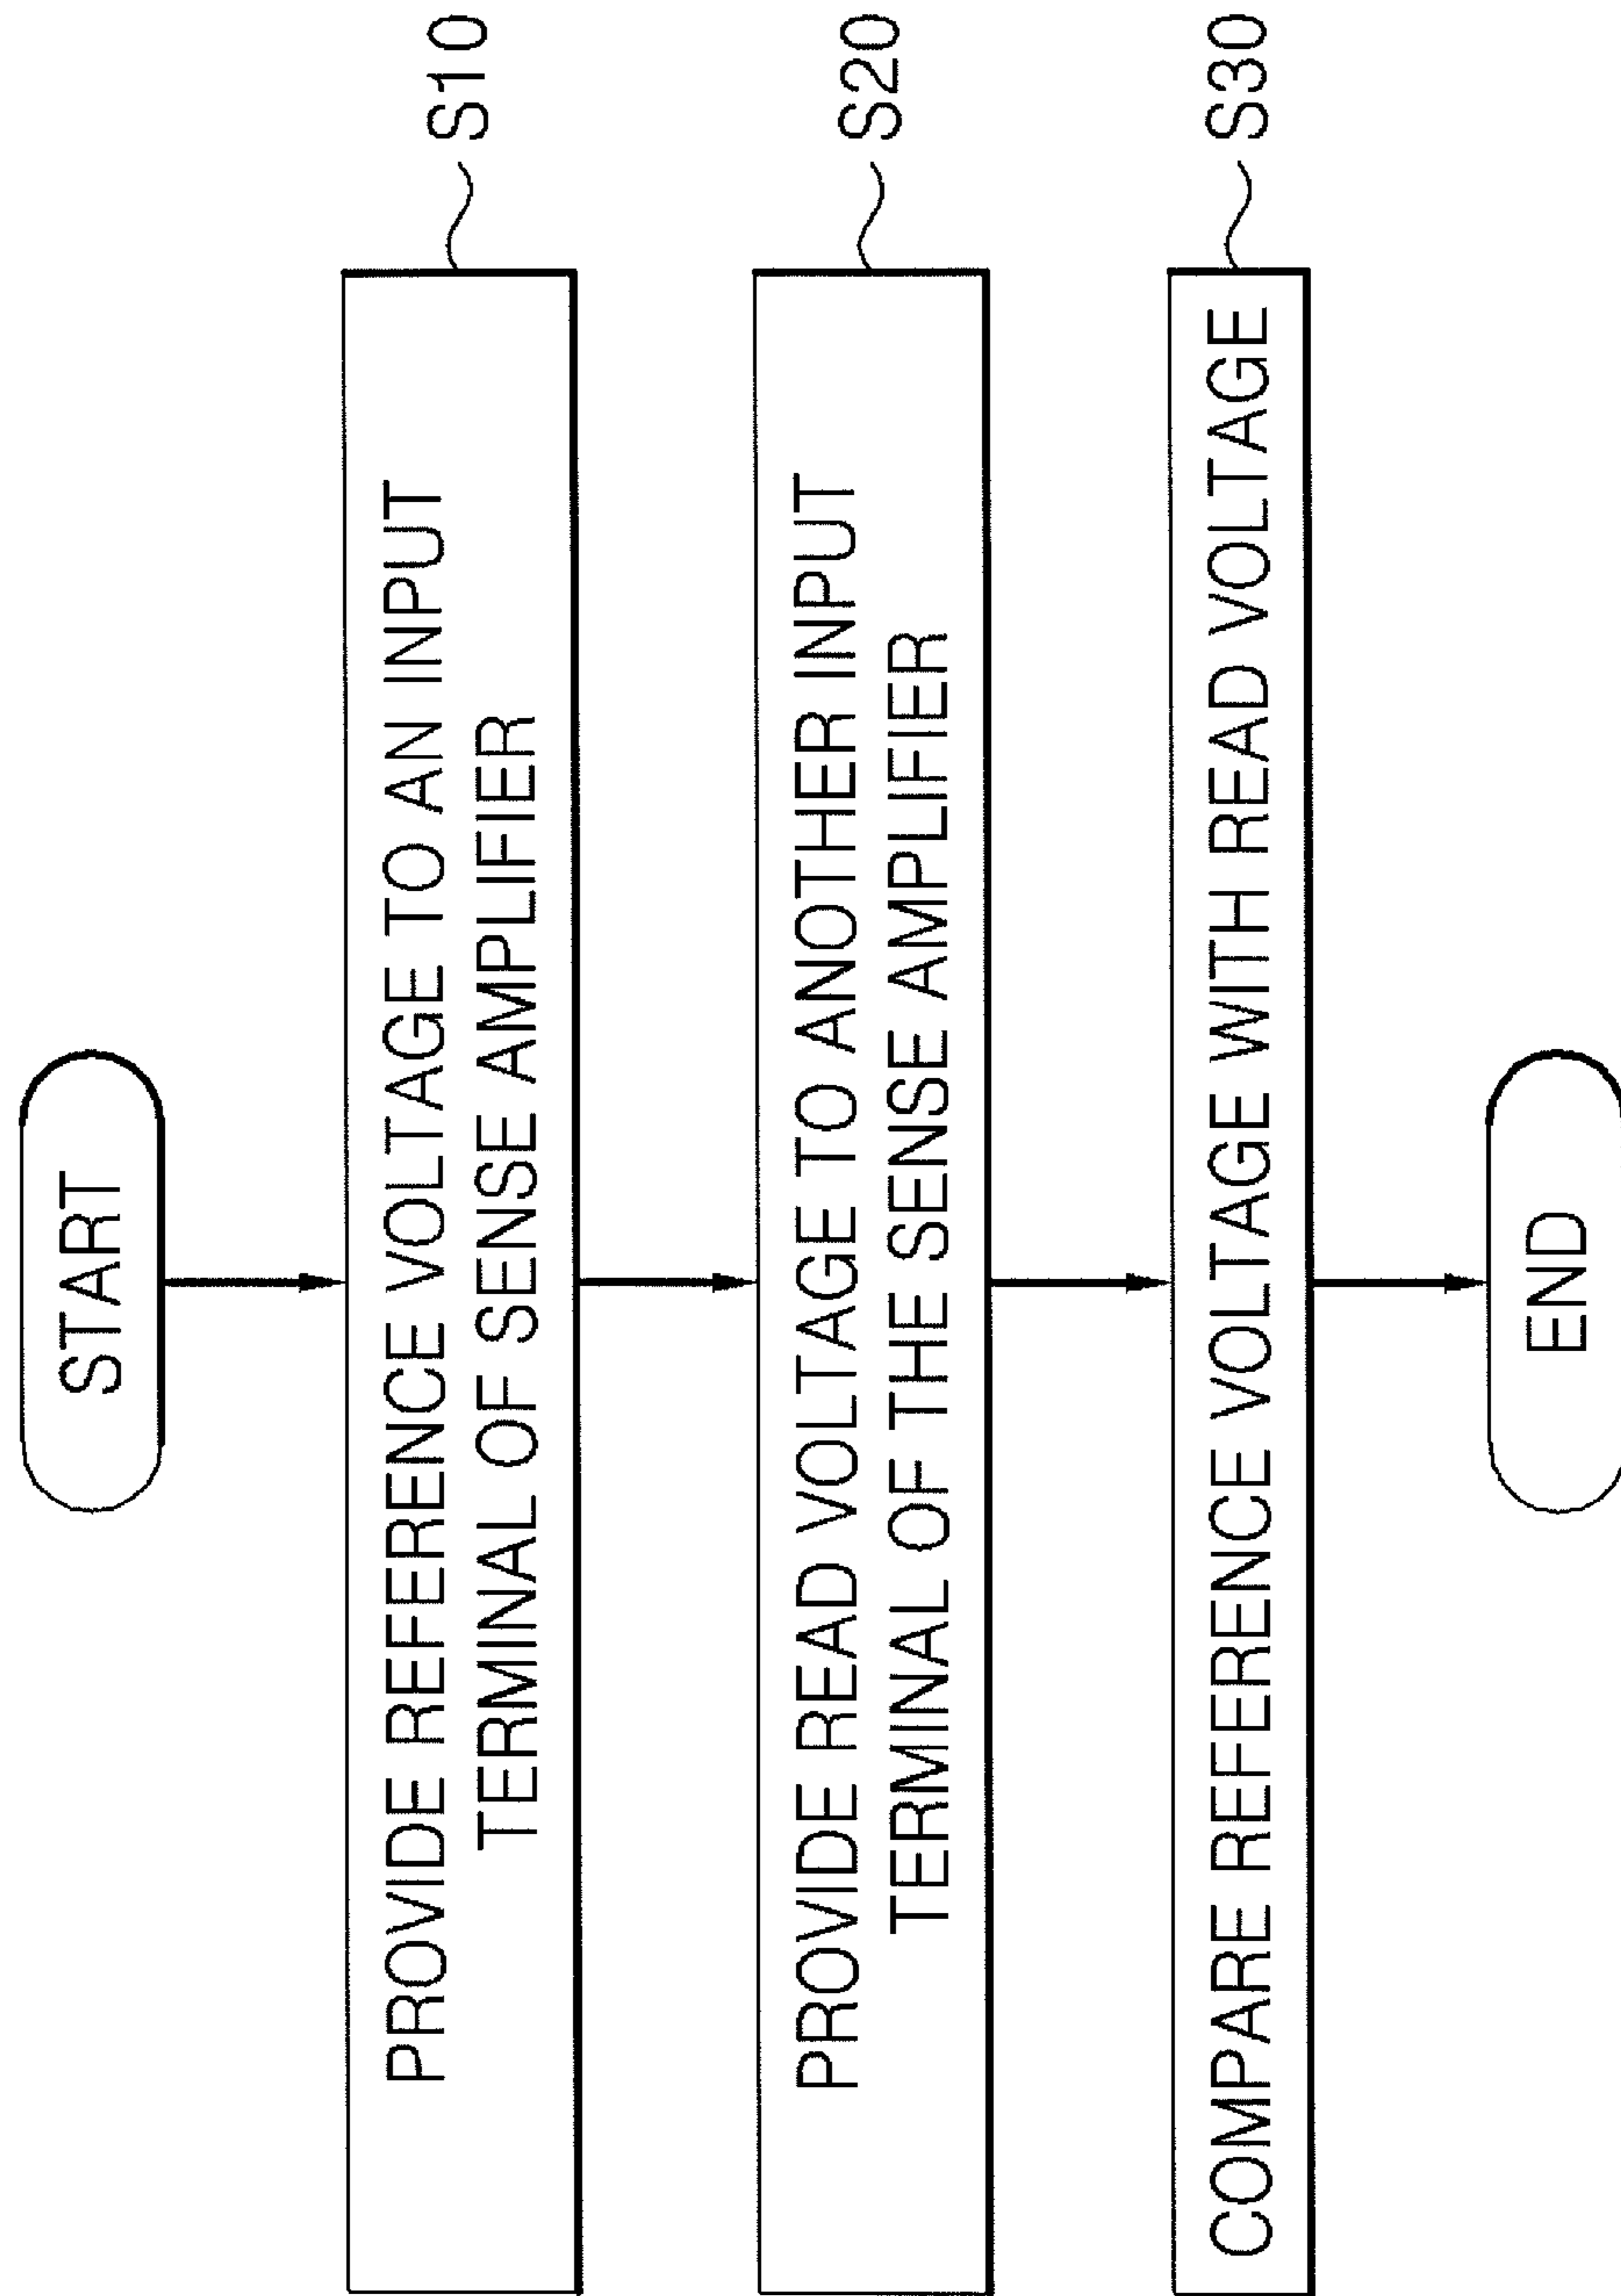 START
PROVIDE REFERENCE VOLTAGE TO AN INPUT
TERMINAL OF SENSE AMPLIFIER
S10
PROVIDE READ VOLTAGE TO ANOTHER INPUT
TERMINAL OF THE SENSE AMPLIFIER
S20
COMPARE REFERENCE VOLTAGE WITH READ VOLTAGE
S30
END